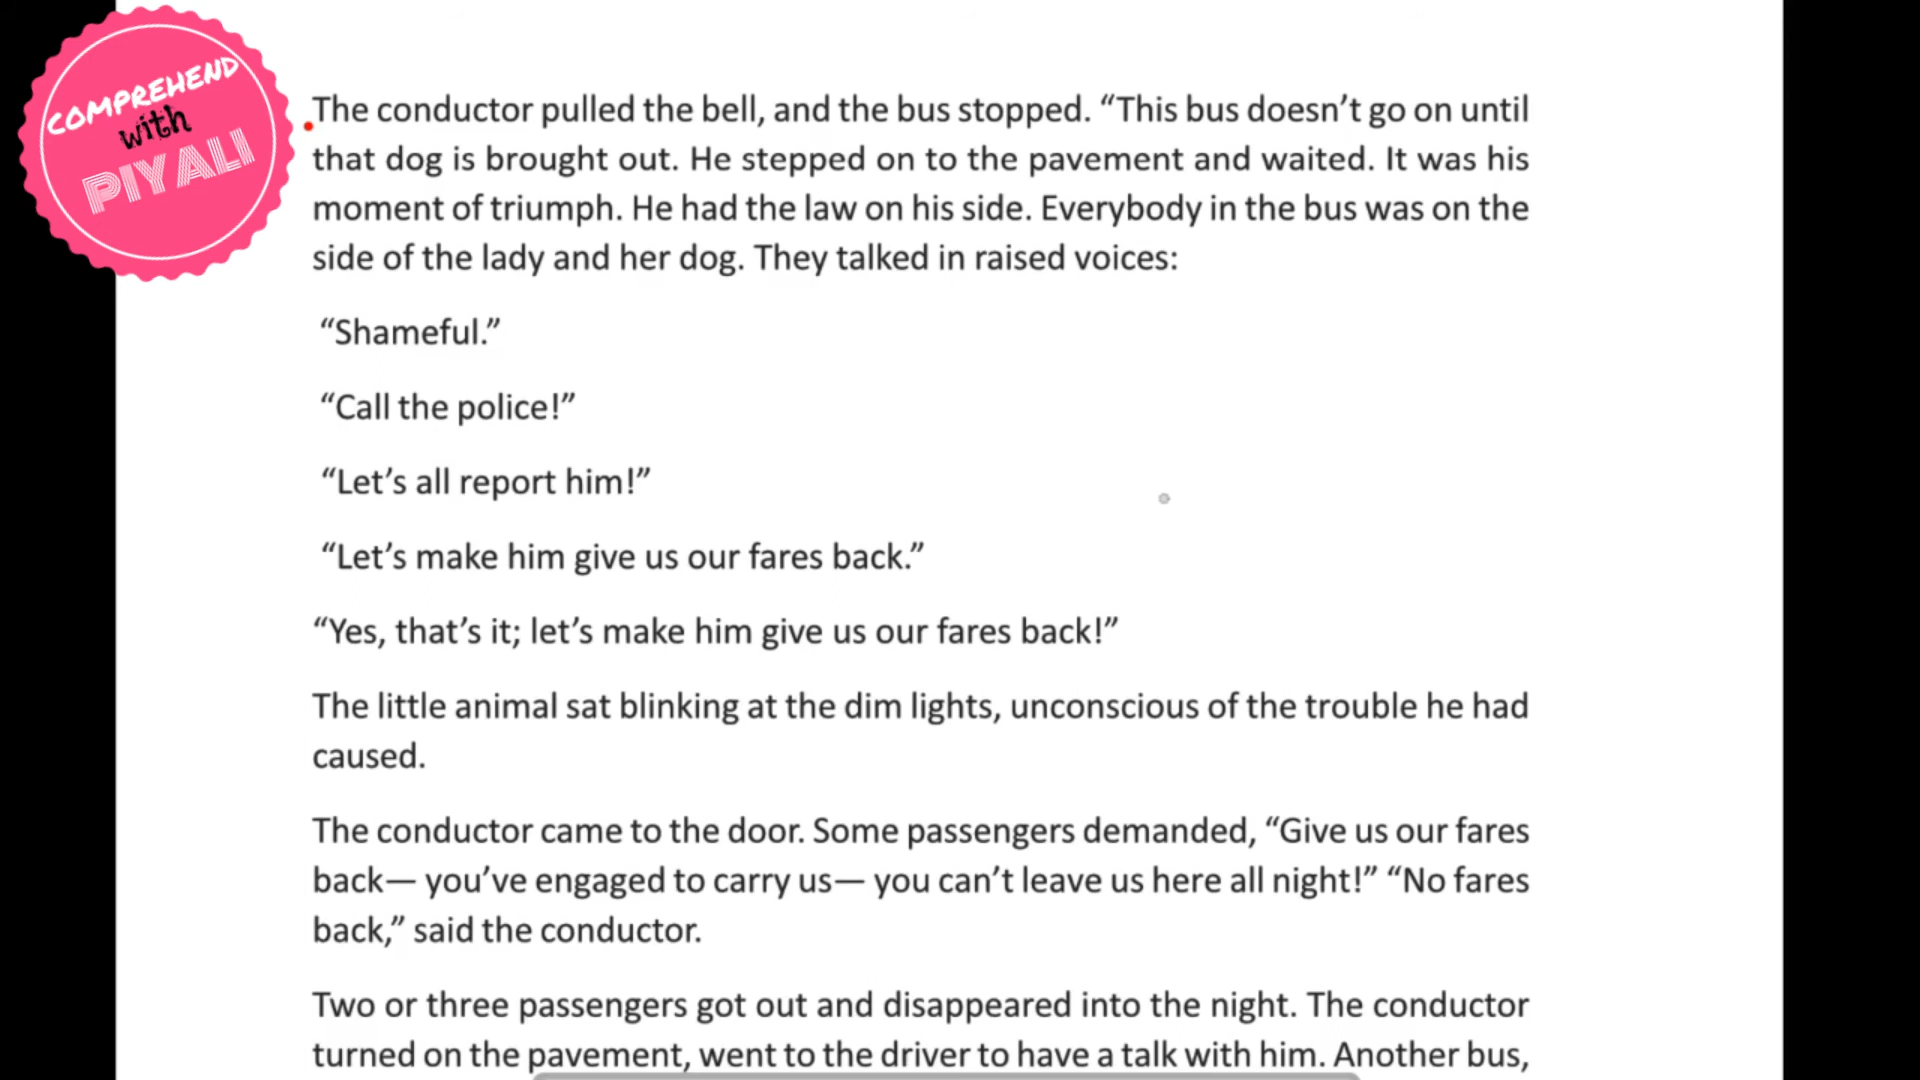 COMPREHEND
with
PIYALI
The conductor pulled the bell, and the bus stopped. “This bus doesn’t go on until
that dog is brought out. He stepped on to the pavement and waited. It was his
moment of triumph. He had the law on his side. Everybody in the bus was on the
side of the lady and her dog. They talked in raised voices:
“Shameful.”
“Call the police!”
“Let’s all report him!”
“Let’s make him give us our fares back.”
“Yes, that’s it; let’s make him give us our fares back!”
The little animal sat blinking at the dim lights, unconscious of the trouble he had
caused.
The conductor came to the door. Some passengers demanded, “Give us our fares
back— you’ve engaged to carry us— you can’t leave us here all night!” “No fares
back,” said the conductor.
Two or three passengers got out and disappeared into the night. The conductor
turned on the pavement, went to the driver to have a talk with him. Another bus,